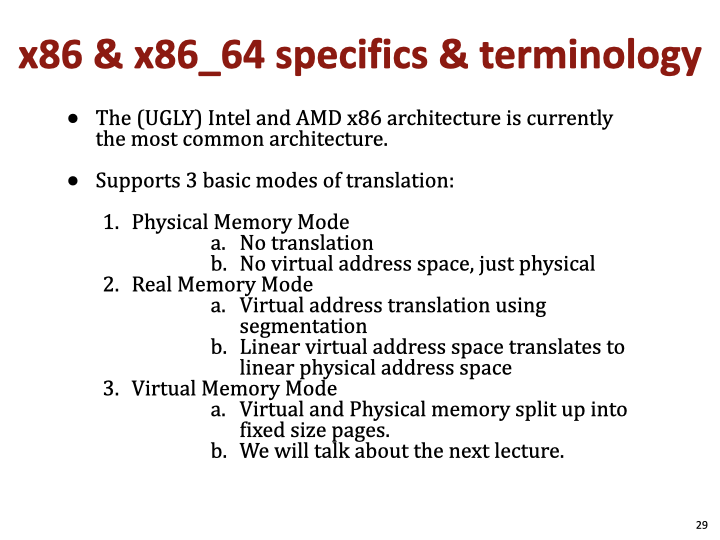 x86 & x86_64 specifics & terminology
● The (UGLY) Intel and AMD x86 architecture is currently
the most common architecture.
● Supports 3 basic modes of translation:
1. Physical Memory Mode
a. No translation
b. No virtual address space, just physical
2. Real Memory Mode
a. Virtual address translation using
segmentation
b. Linear virtual address space translates to
linear physical address space
3. Virtual Memory Mode
a. Virtual and Physical memory split up into
fixed size pages.
b. We will talk about the next lecture.
29